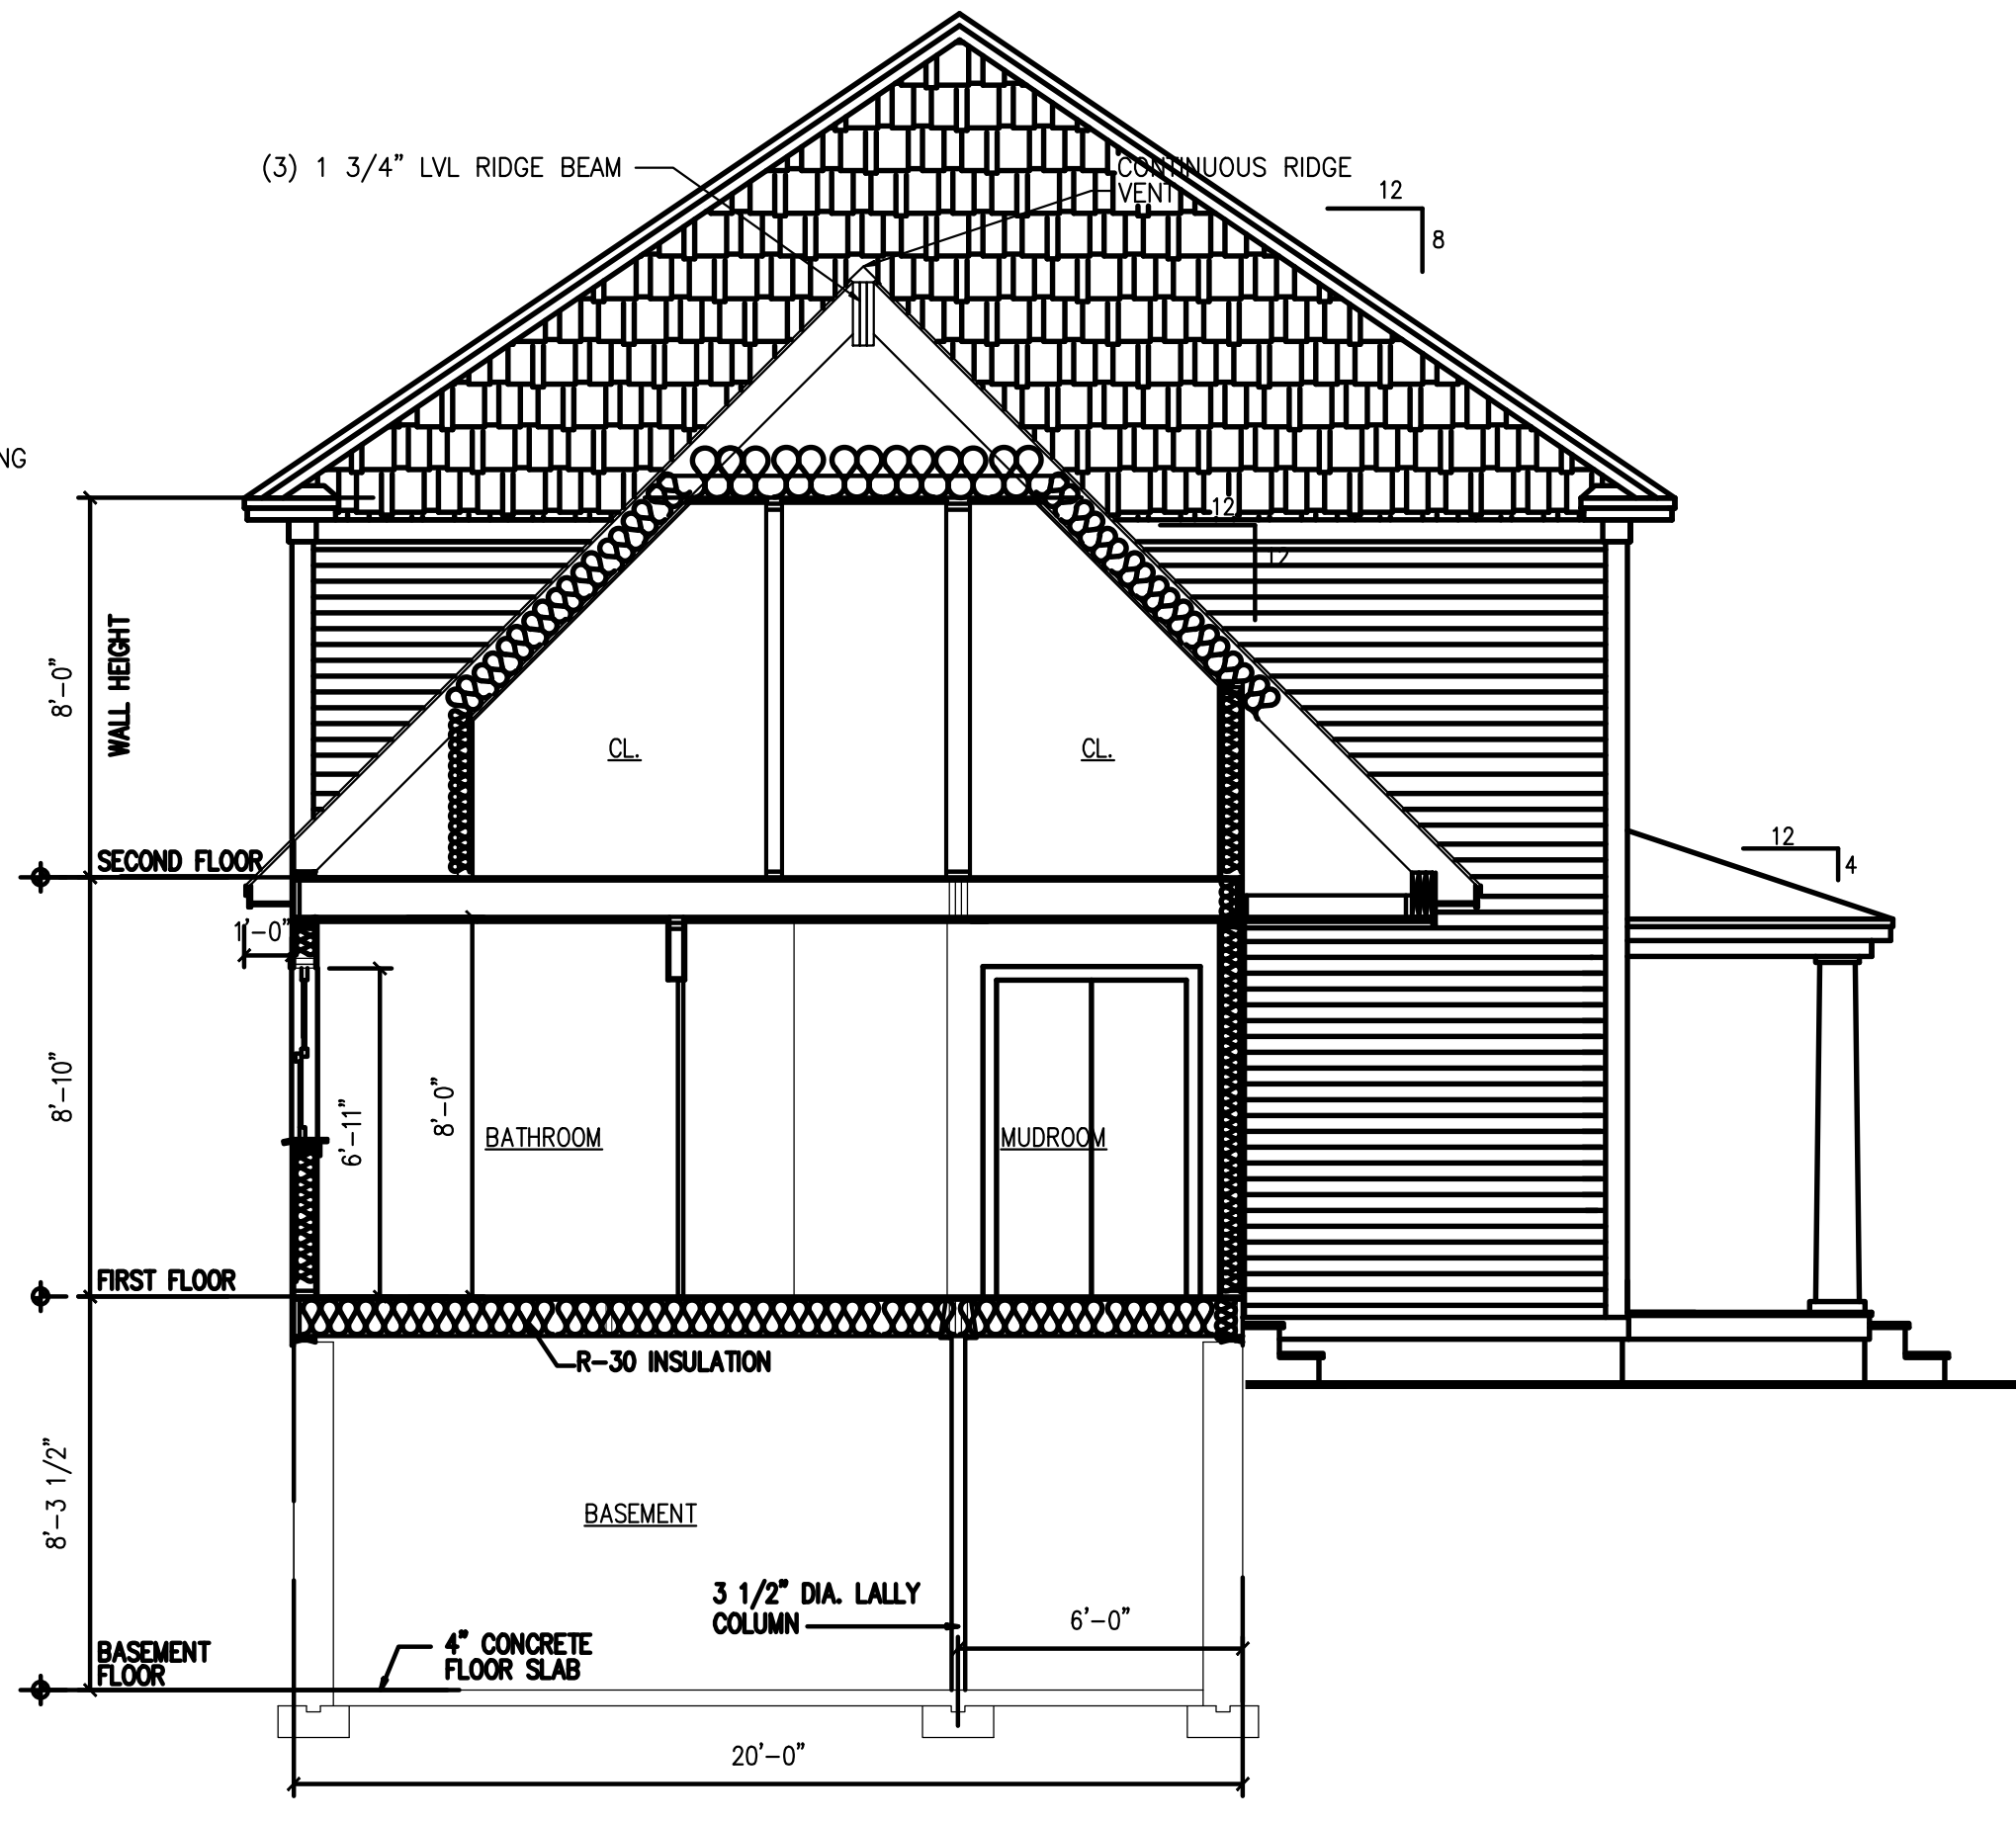 (3) 1 3/4" LVL RIDGE BEAM
CONTINUOUS RIDGE
VENT
12
8
NG
12
12
8'-0"
WALL HEIGHT
CL.
CL.
SECOND FLOOR
12
4
1'-0"
8'-10"
6'-11"
8'-0"
BATHROOM
MUDROOM
FIRST FLOOR
R-30 INSULATION
8'-3 1/2"
BASEMENT
3 1/2" DIA. LALLY
COLUMN
6'-0"
4" CONCRETE
FLOOR SLAB
BASEMENT
FLOOR
20'-0"